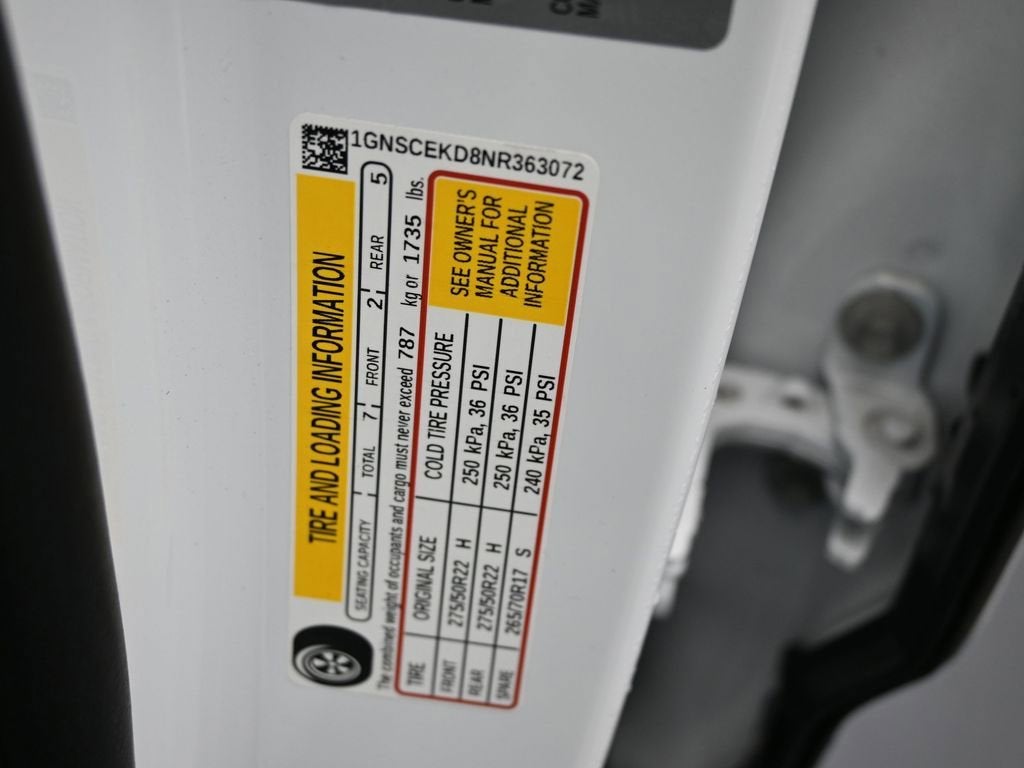 1GNSCEKD8NR363072
TIRE AND LOADING INFORMATION
SEATING CAPACITY TOTAL 7 FRONT 2 REAR 5
The combined weight of occupants and cargo must never exceed 787 kg or 1735 lbs.
TIRE ORIGINAL SIZE COLD TIRE PRESSURE
FRONT 275/50R22 H 250 kPa, 36 PSI
REAR 275/50R22 H 250 kPa, 36 PSI
SPARE 265/70R17 S 240 kPa, 35 PSI
SEE OWNER'S
MANUAL FOR
ADDITIONAL
INFORMATION